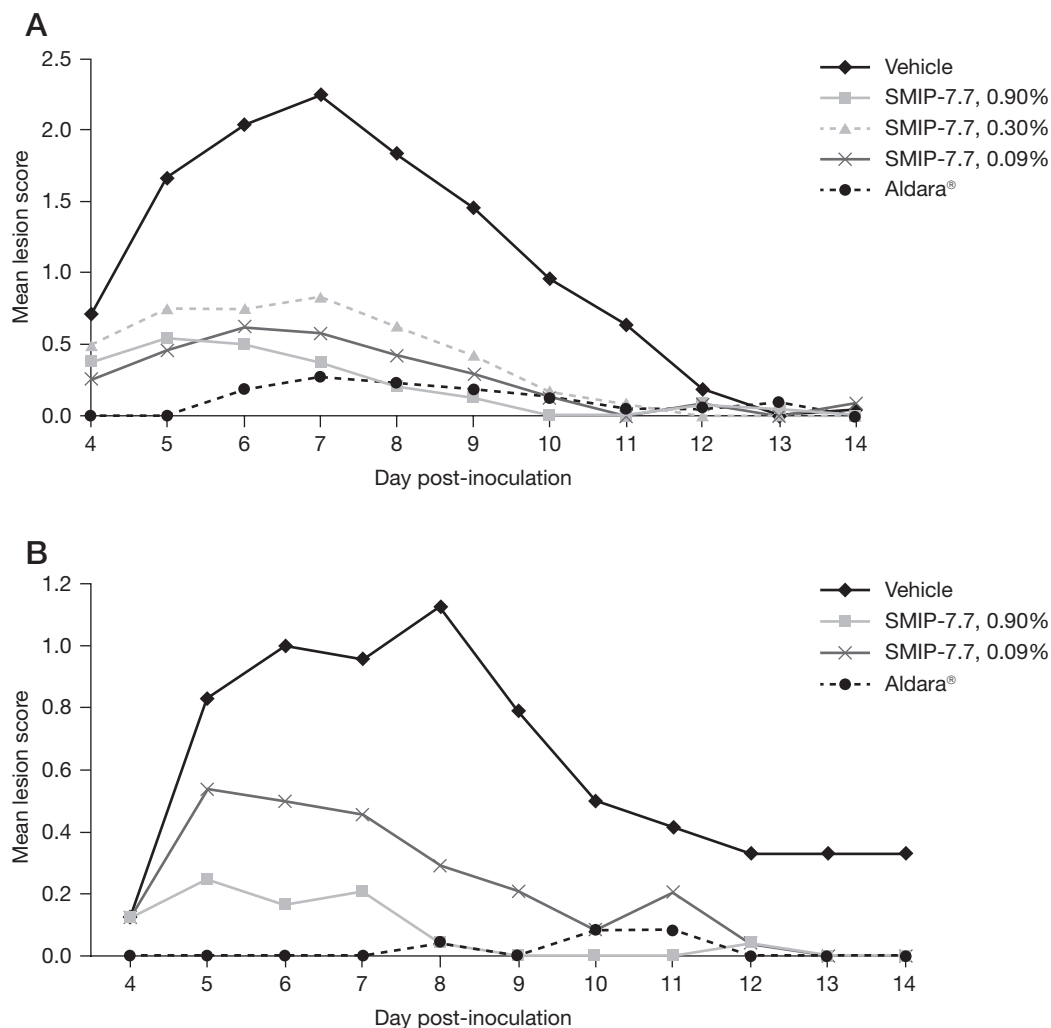 A
2.5
2.0
1.5
1.0
0.5
0.0
Mean lesion score
4 5 6 7 8 9 10 11 12 13 14
Day post-inoculation
Vehicle
SMIP-7.7, 0.90%
SMIP-7.7, 0.30%
SMIP-7.7, 0.09%
Aldara®
B
1.2
1.0
0.8
0.6
0.4
0.2
0.0
Mean lesion score
4 5 6 7 8 9 10 11 12 13 14
Day post-inoculation
Vehicle
SMIP-7.7, 0.90%
SMIP-7.7, 0.09%
Aldara®